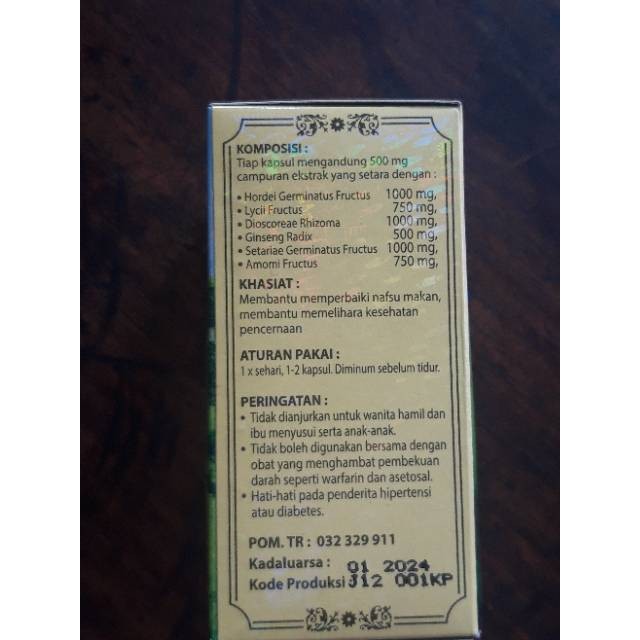 KOMPOSISI :
Tiap kapsul mengandung 500 mg
campuran ekstrak yang setara dengan :
• Hordei Germinatus Fructus 1000 mg,
• Lycii Fructus 750 mg,
• Dioscoreae Rhizoma 1000 mg,
• Ginseng Radix 500 mg,
• Setariae Germinatus Fructus 1000 mg,
• Amomi Fructus 750 mg,
KHASIAT :
Membantu memperbaiki nafsu makan,
membantu memelihara kesehatan
pencernaan
ATURAN PAKAI :
1 x sehari, 1-2 kapsul. Diminum sebelum tidur.
PERINGATAN :
• Tidak dianjurkan untuk wanita hamil dan
ibu menyusui serta anak-anak.
• Tidak boleh digunakan bersama dengan
obat yang menghambat pembekuan
darah seperti warfarin dan asetosal.
• Hati-hati pada penderita hipertensi
atau diabetes.
POM. TR : 032 329 911
Kadaluarsa : 01 2024
Kode Produksi J12 001KP